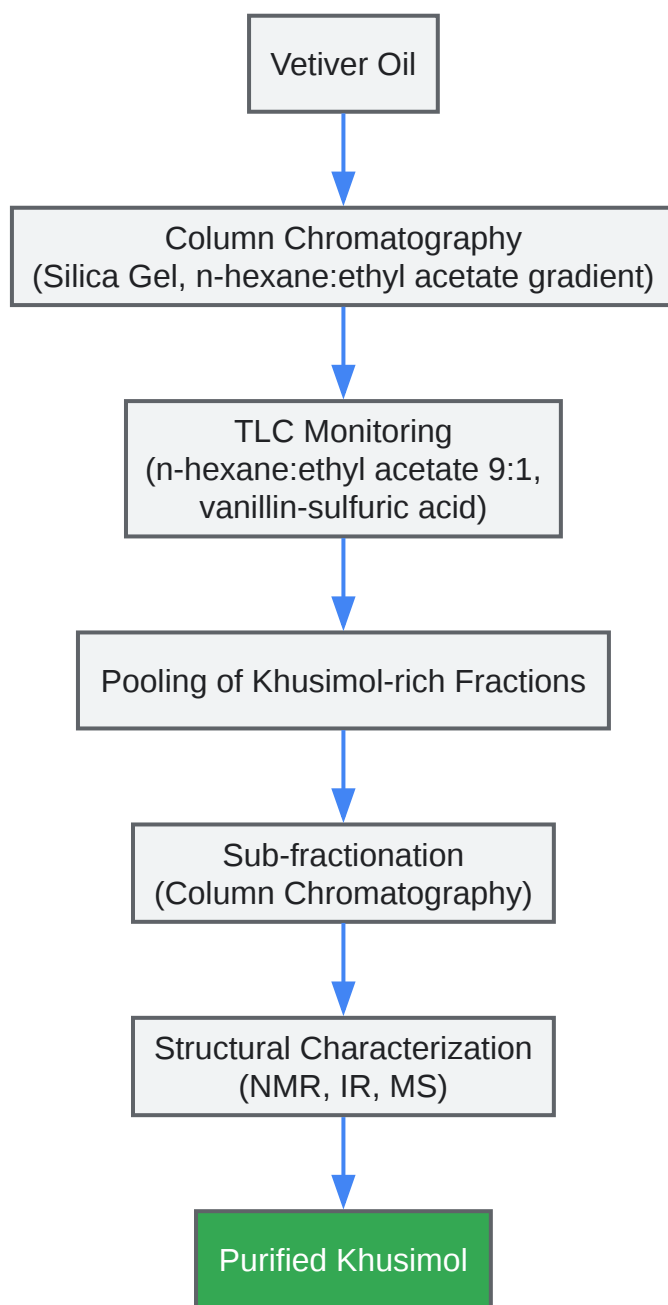 Vetiver Oil
Column Chromatography
(Silica Gel, n-hexane:ethyl acetate gradient)
TLC Monitoring
(n-hexane:ethyl acetate 9:1,
vanillin-sulfuric acid)
Pooling of Khusimol-rich Fractions
Sub-fractionation
(Column Chromatography)
Structural Characterization
(NMR, IR, MS)
Purified Khusimol